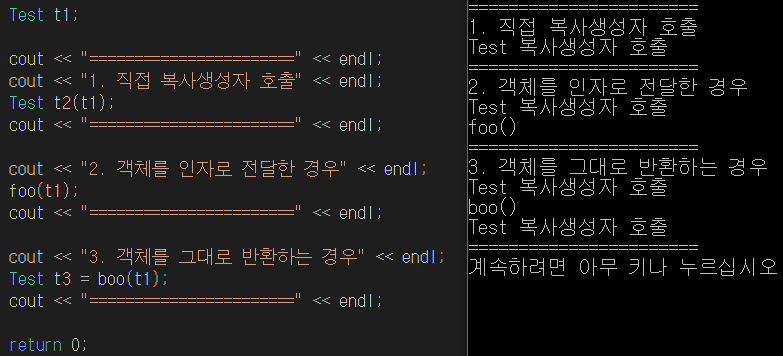 Test t1;
cout << "=======================" << endl;
cout << "1. 직접 복사생성자 호출" << endl;
Test t2(t1);
cout << "=======================" << endl;
cout << "2. 객체를 인자로 전달한 경우" << endl;
foo(t1);
cout << "=======================" << endl;
cout << "3. 객체를 그대로 반환하는 경우" << endl;
Test t3 = boo(t1);
cout << "=======================" << endl;
return 0;
=======================
1. 직접 복사생성자 호출
Test 복사생성자 호출
=======================
2. 객체를 인자로 전달한 경우
Test 복사생성자 호출
foo()
=======================
3. 객체를 그대로 반환하는 경우
Test 복사생성자 호출
boo()
Test 복사생성자 호출
=======================
계속하려면 아무 키나 누르십시오